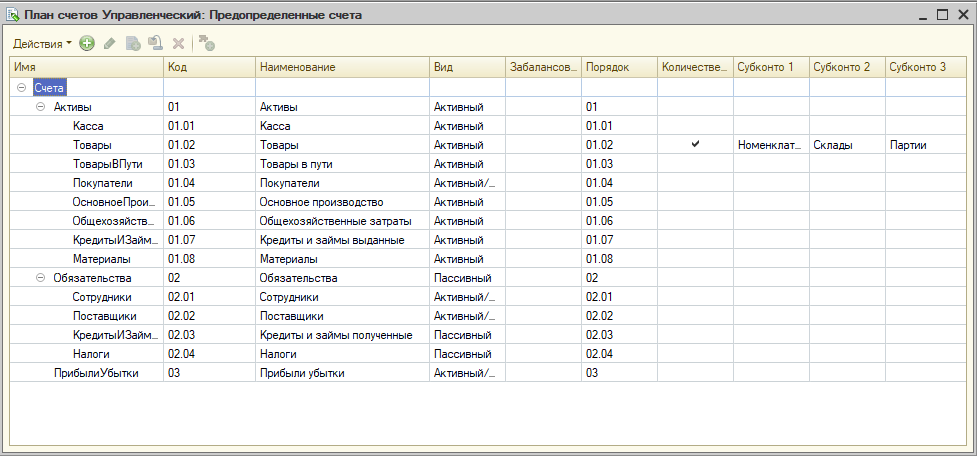 План счетов Управленческий: Предопределенные счета
Действия
Имя Код Наименование Вид Забалансов... Порядок Количестве... Субконто 1 Субконто 2 Субконто 3
Счета
Активы 01 Активы Активный 01
Касса 01.01 Касса Активный 01.01
Товары 01.02 Товары Активный 01.02 Номенклат... Склады Партии
ТоварыВПути 01.03 Товары в пути Активный 01.03
Покупатели 01.04 Покупатели Активный/... 01.04
ОсновноеПрои... 01.05 Основное производство Активный 01.05
Общехозяйств... 01.06 Общехозяйственные затраты Активный 01.06
КредитыИЗайм... 01.07 Кредиты и займы выданные Активный 01.07
Материалы 01.08 Материалы Активный 01.08
Обязательства 02 Обязательства Пассивный 02
Сотрудники 02.01 Сотрудники Активный/... 02.01
Поставщики 02.02 Поставщики Активный/... 02.02
КредитыИЗайм... 02.03 Кредиты и займы полученные Пассивный 02.03
Налоги 02.04 Налоги Пассивный 02.04
ПрибылиУбытки 03 Прибыли убытки Активный/... 03